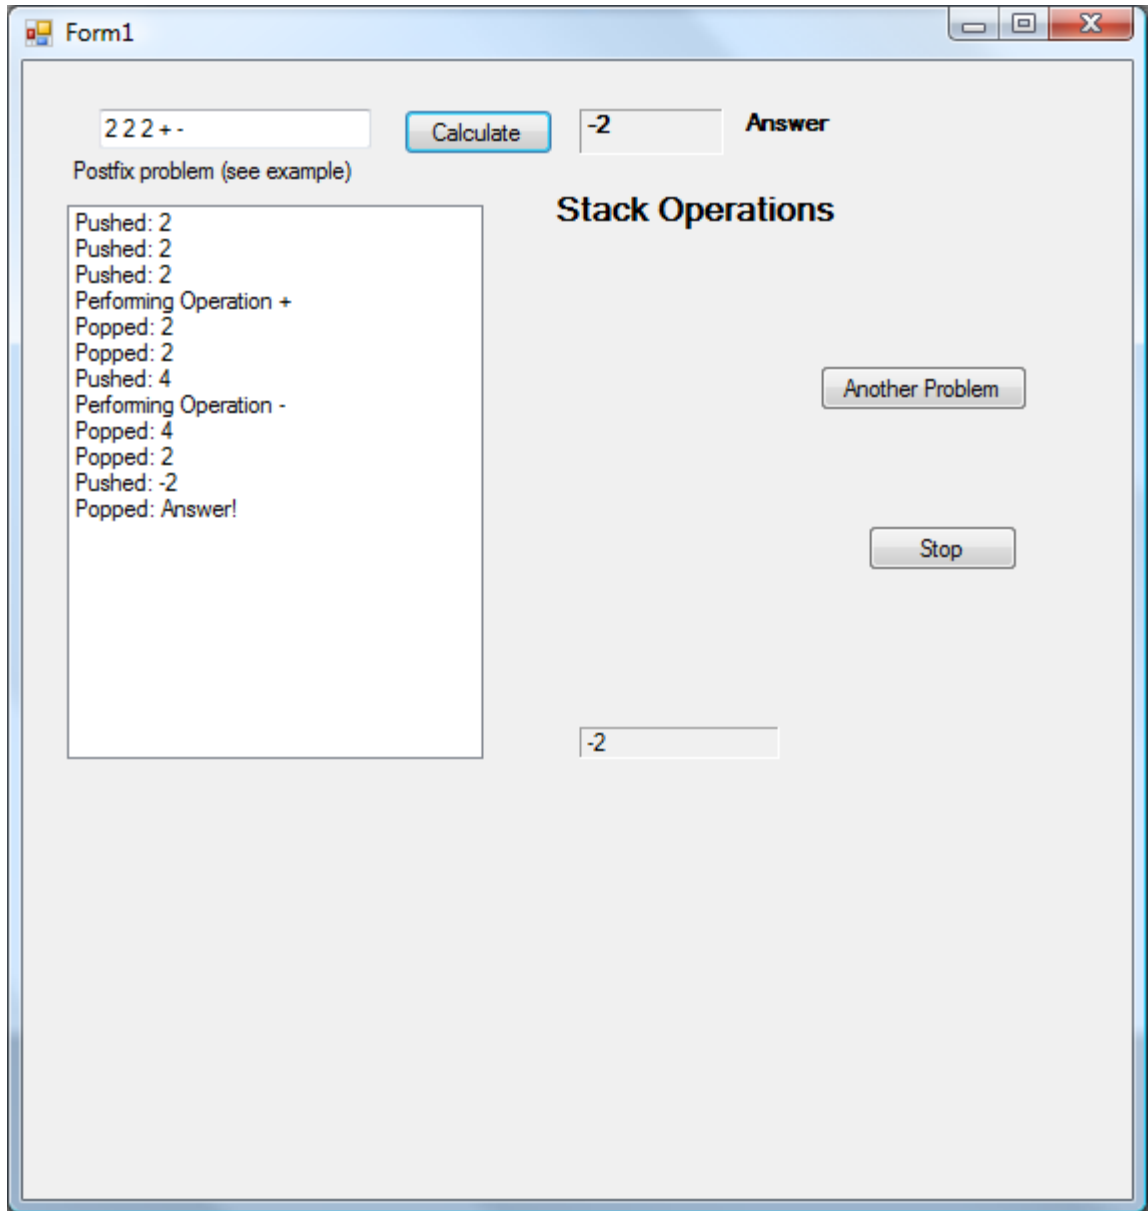 Form1
2 2 2 + -
Calculate
-2
Answer
Postfix problem (see example)
Stack Operations
Pushed: 2
Pushed: 2
Pushed: 2
Performing Operation +
Popped: 2
Popped: 2
Pushed: 4
Performing Operation -
Popped: 4
Popped: 2
Pushed: -2
Popped: Answer!
Another Problem
Stop
-2